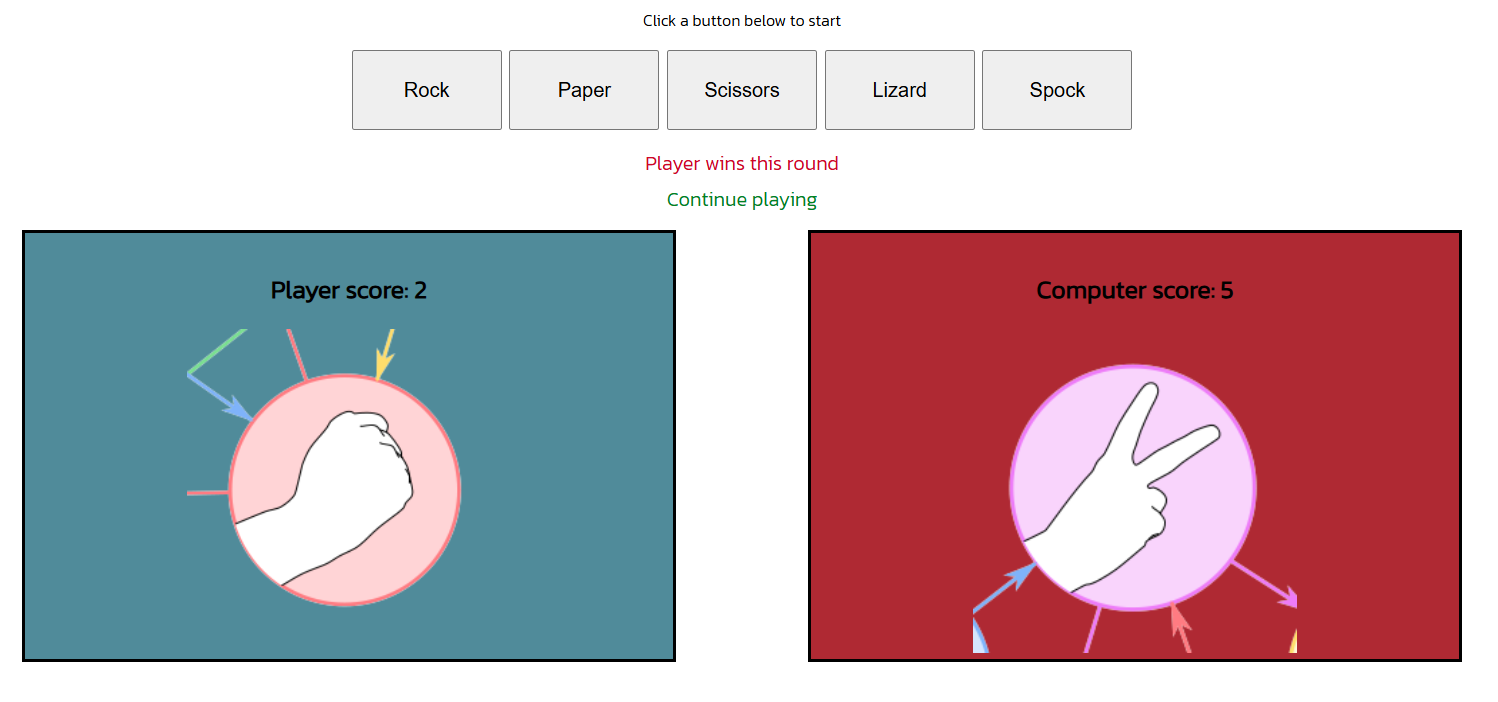 Click a button below to start
Rock Paper Scissors Lizard Spock
Player wins this round
Continue playing
Player score: 2
Computer score: 5